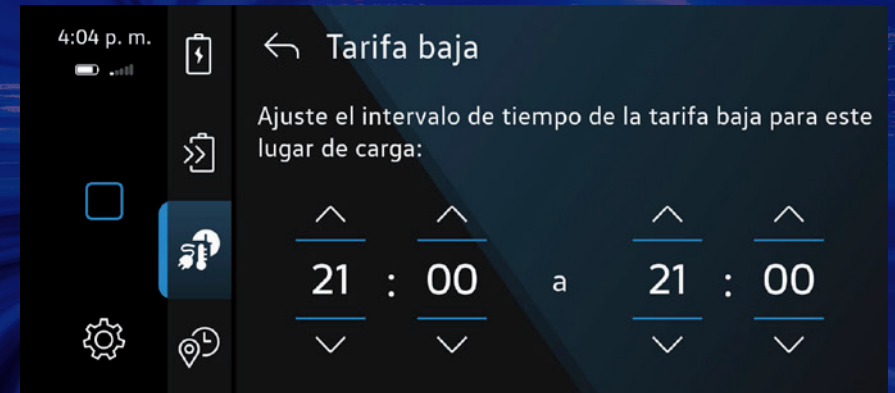 4:04 p. m.
Tarifa baja
Ajuste el intervalo de tiempo de la tarifa baja para este
lugar de carga:
21 : 00 a 21 : 00